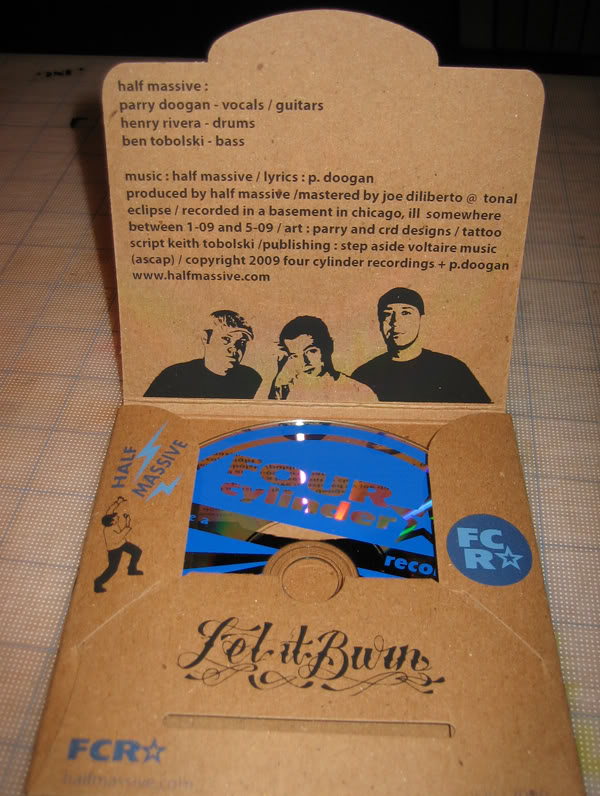 half massive :
parry doogan - vocals / guitars
henry rivera - drums
ben tobolski - bass
music : half massive / lyrics : p. doogan
produced by half massive /mastered by joe diliberto @ tonal
eclipse / recorded in a basement in chicago, ill somewhere
between 1-09 and 5-09 / art : parry and crd designs / tattoo
script keith tobolski /publishing : step aside voltaire music
(ascap) / copyright 2009 four cylinder recordings + p.doogan
www.halfmassive.com
HALF
MASSIVE
FOUR
cylinder
reco
FC
R☆
Let it Burn
FCR☆
halfmassive.com